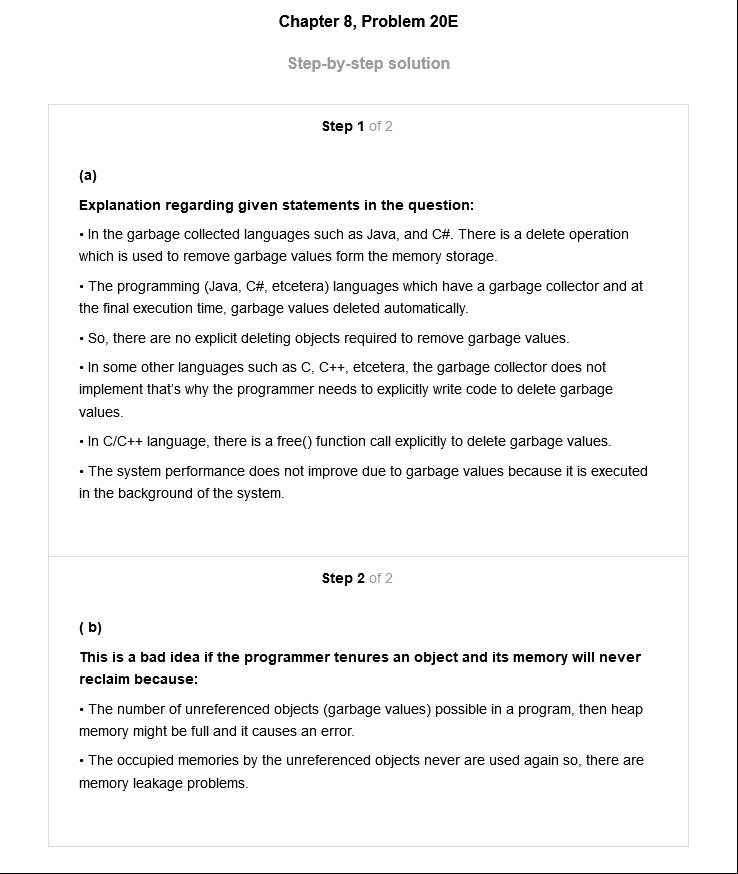 Chapter 8, Problem 20E
Step-by-step solution
Step 1 of 2
(a)
Explanation regarding given statements in the question:
• In the garbage collected languages such as Java, and C#. There is a delete operation
which is used to remove garbage values form the memory storage.
• The programming (Java, C#, etcetera) languages which have a garbage collector and at
the final execution time, garbage values deleted automatically.
• So, there are no explicit deleting objects required to remove garbage values.
• In some other languages such as C, C++, etcetera, the garbage collector does not
implement that's why the programmer needs to explicitly write code to delete garbage
values.
• In C/C++ language, there is a free() function call explicitly to delete garbage values.
• The system performance does not improve due to garbage values because it is executed
in the background of the system.
Step 2 of 2
( b)
This is a bad idea if the programmer tenures an object and its memory will never
reclaim because:
• The number of unreferenced objects (garbage values) possible in a program, then heap
memory might be full and it causes an error.
• The occupied memories by the unreferenced objects never are used again so, there are
memory leakage problems.